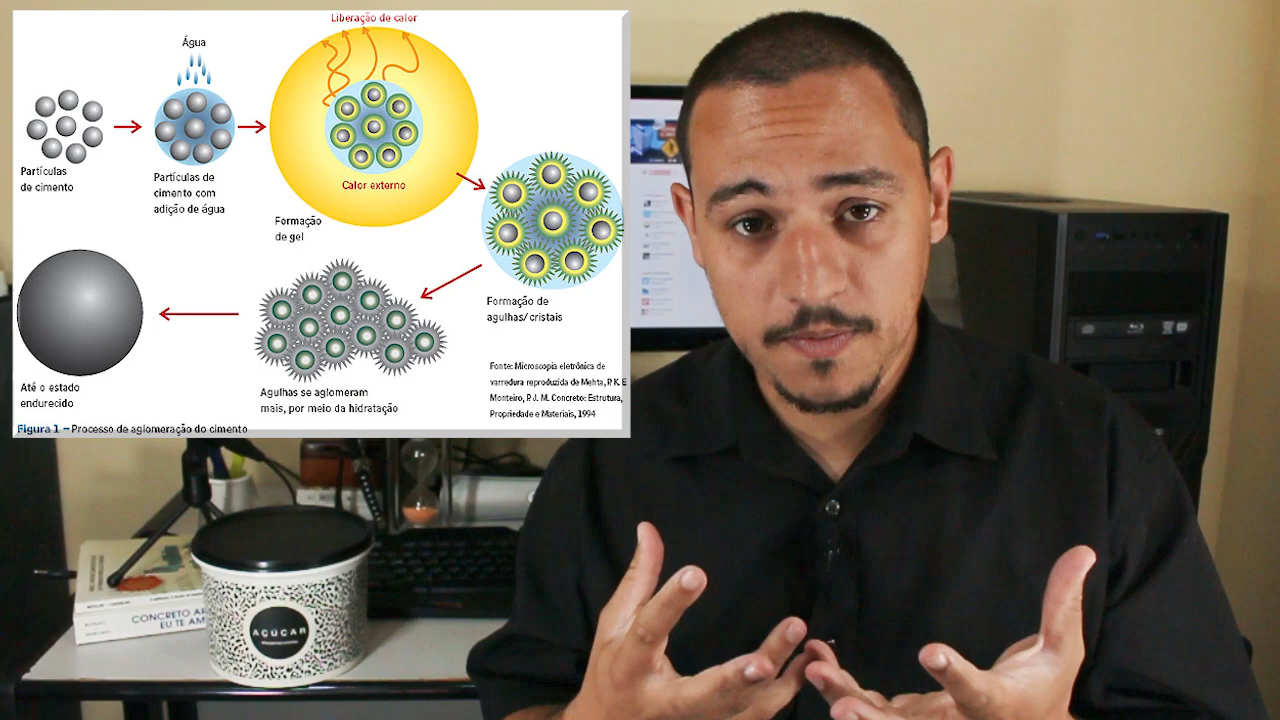 Liberação de calor
Água
Partículas
de cimento
Partículas de
cimento com
adição de água
Calor externo
Formação
de gel
Formação de
agulhas/cristais
Até o estado
endurecido
Agulhas se aglomeram
mais, por meio da hidratação
Fonte: Microscopia eletrônica de
varredura reproduzida de Mehta, P. K. E
Monteiro, P. J. M. Concreto: Estrutura,
Propriedade e Materiais, 1994
Figura 1 – Processo de aglomeração do cimento
CONCRETO AR
EU TE AM
AÇÚCAR